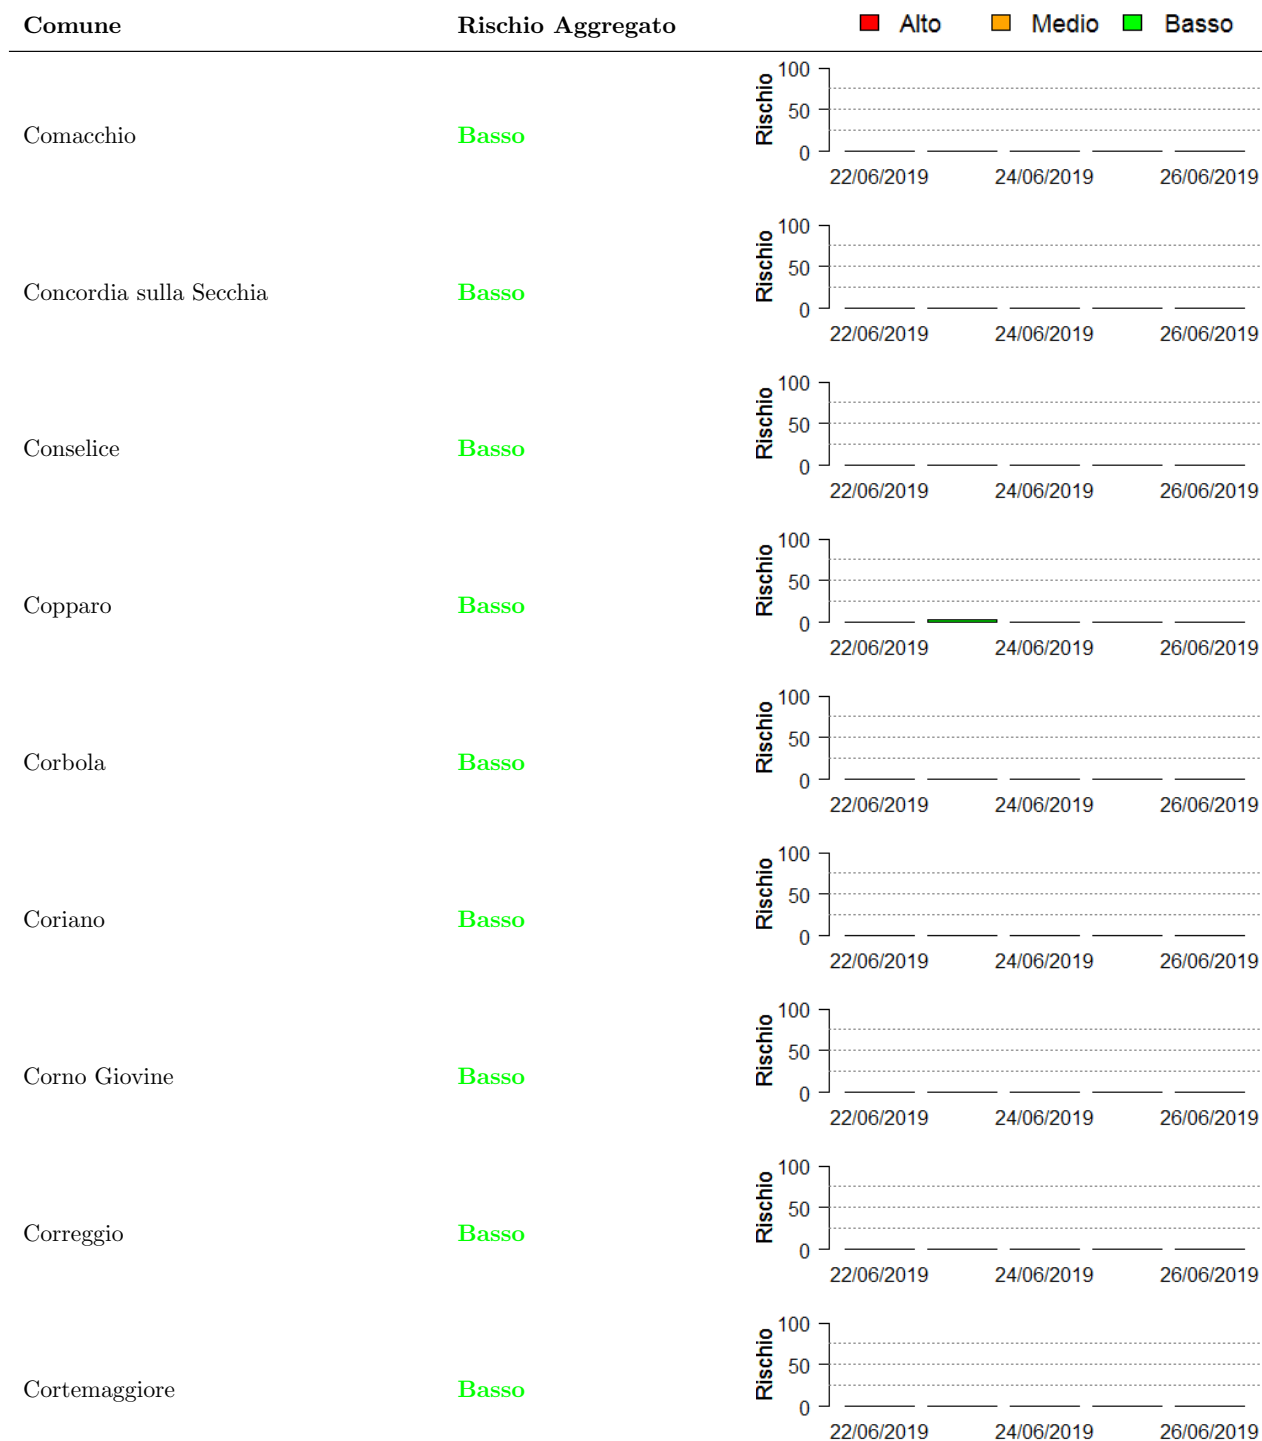 Comune Rischio Aggregato Alto Medio Basso
100
50
0
Rischio
Comacchio Basso
22/06/2019 24/06/2019 26/06/2019
100
50
0
Rischio
Concordia sulla Secchia Basso
22/06/2019 24/06/2019 26/06/2019
100
50
0
Rischio
Conselice Basso
22/06/2019 24/06/2019 26/06/2019
100
50
0
Rischio
Copparo Basso
22/06/2019 24/06/2019 26/06/2019
100
50
0
Rischio
Corbola Basso
22/06/2019 24/06/2019 26/06/2019
100
50
0
Rischio
Coriano Basso
22/06/2019 24/06/2019 26/06/2019
100
50
0
Rischio
Corno Giovine Basso
22/06/2019 24/06/2019 26/06/2019
100
50
0
Rischio
Correggio Basso
22/06/2019 24/06/2019 26/06/2019
100
50
0
Rischio
Cortemaggiore Basso
22/06/2019 24/06/2019 26/06/2019